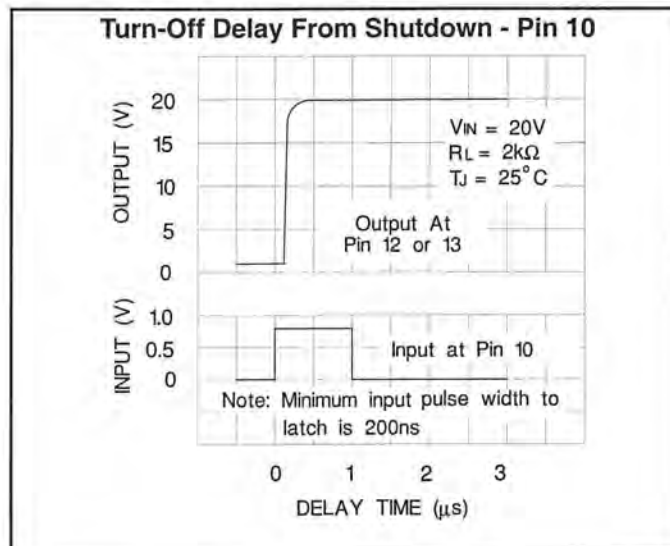 Turn-Off Delay From Shutdown - Pin 10
OUTPUT (V)
20
15
10
5
0
VIN = 20V
RL = 2kΩ
TJ = 25°C
Output At
Pin 12 or 13
INPUT (V)
1.0
0.5
0
Input at Pin 10
Note: Minimum input pulse width to
latch is 200ns
0 1 2 3
DELAY TIME (μs)